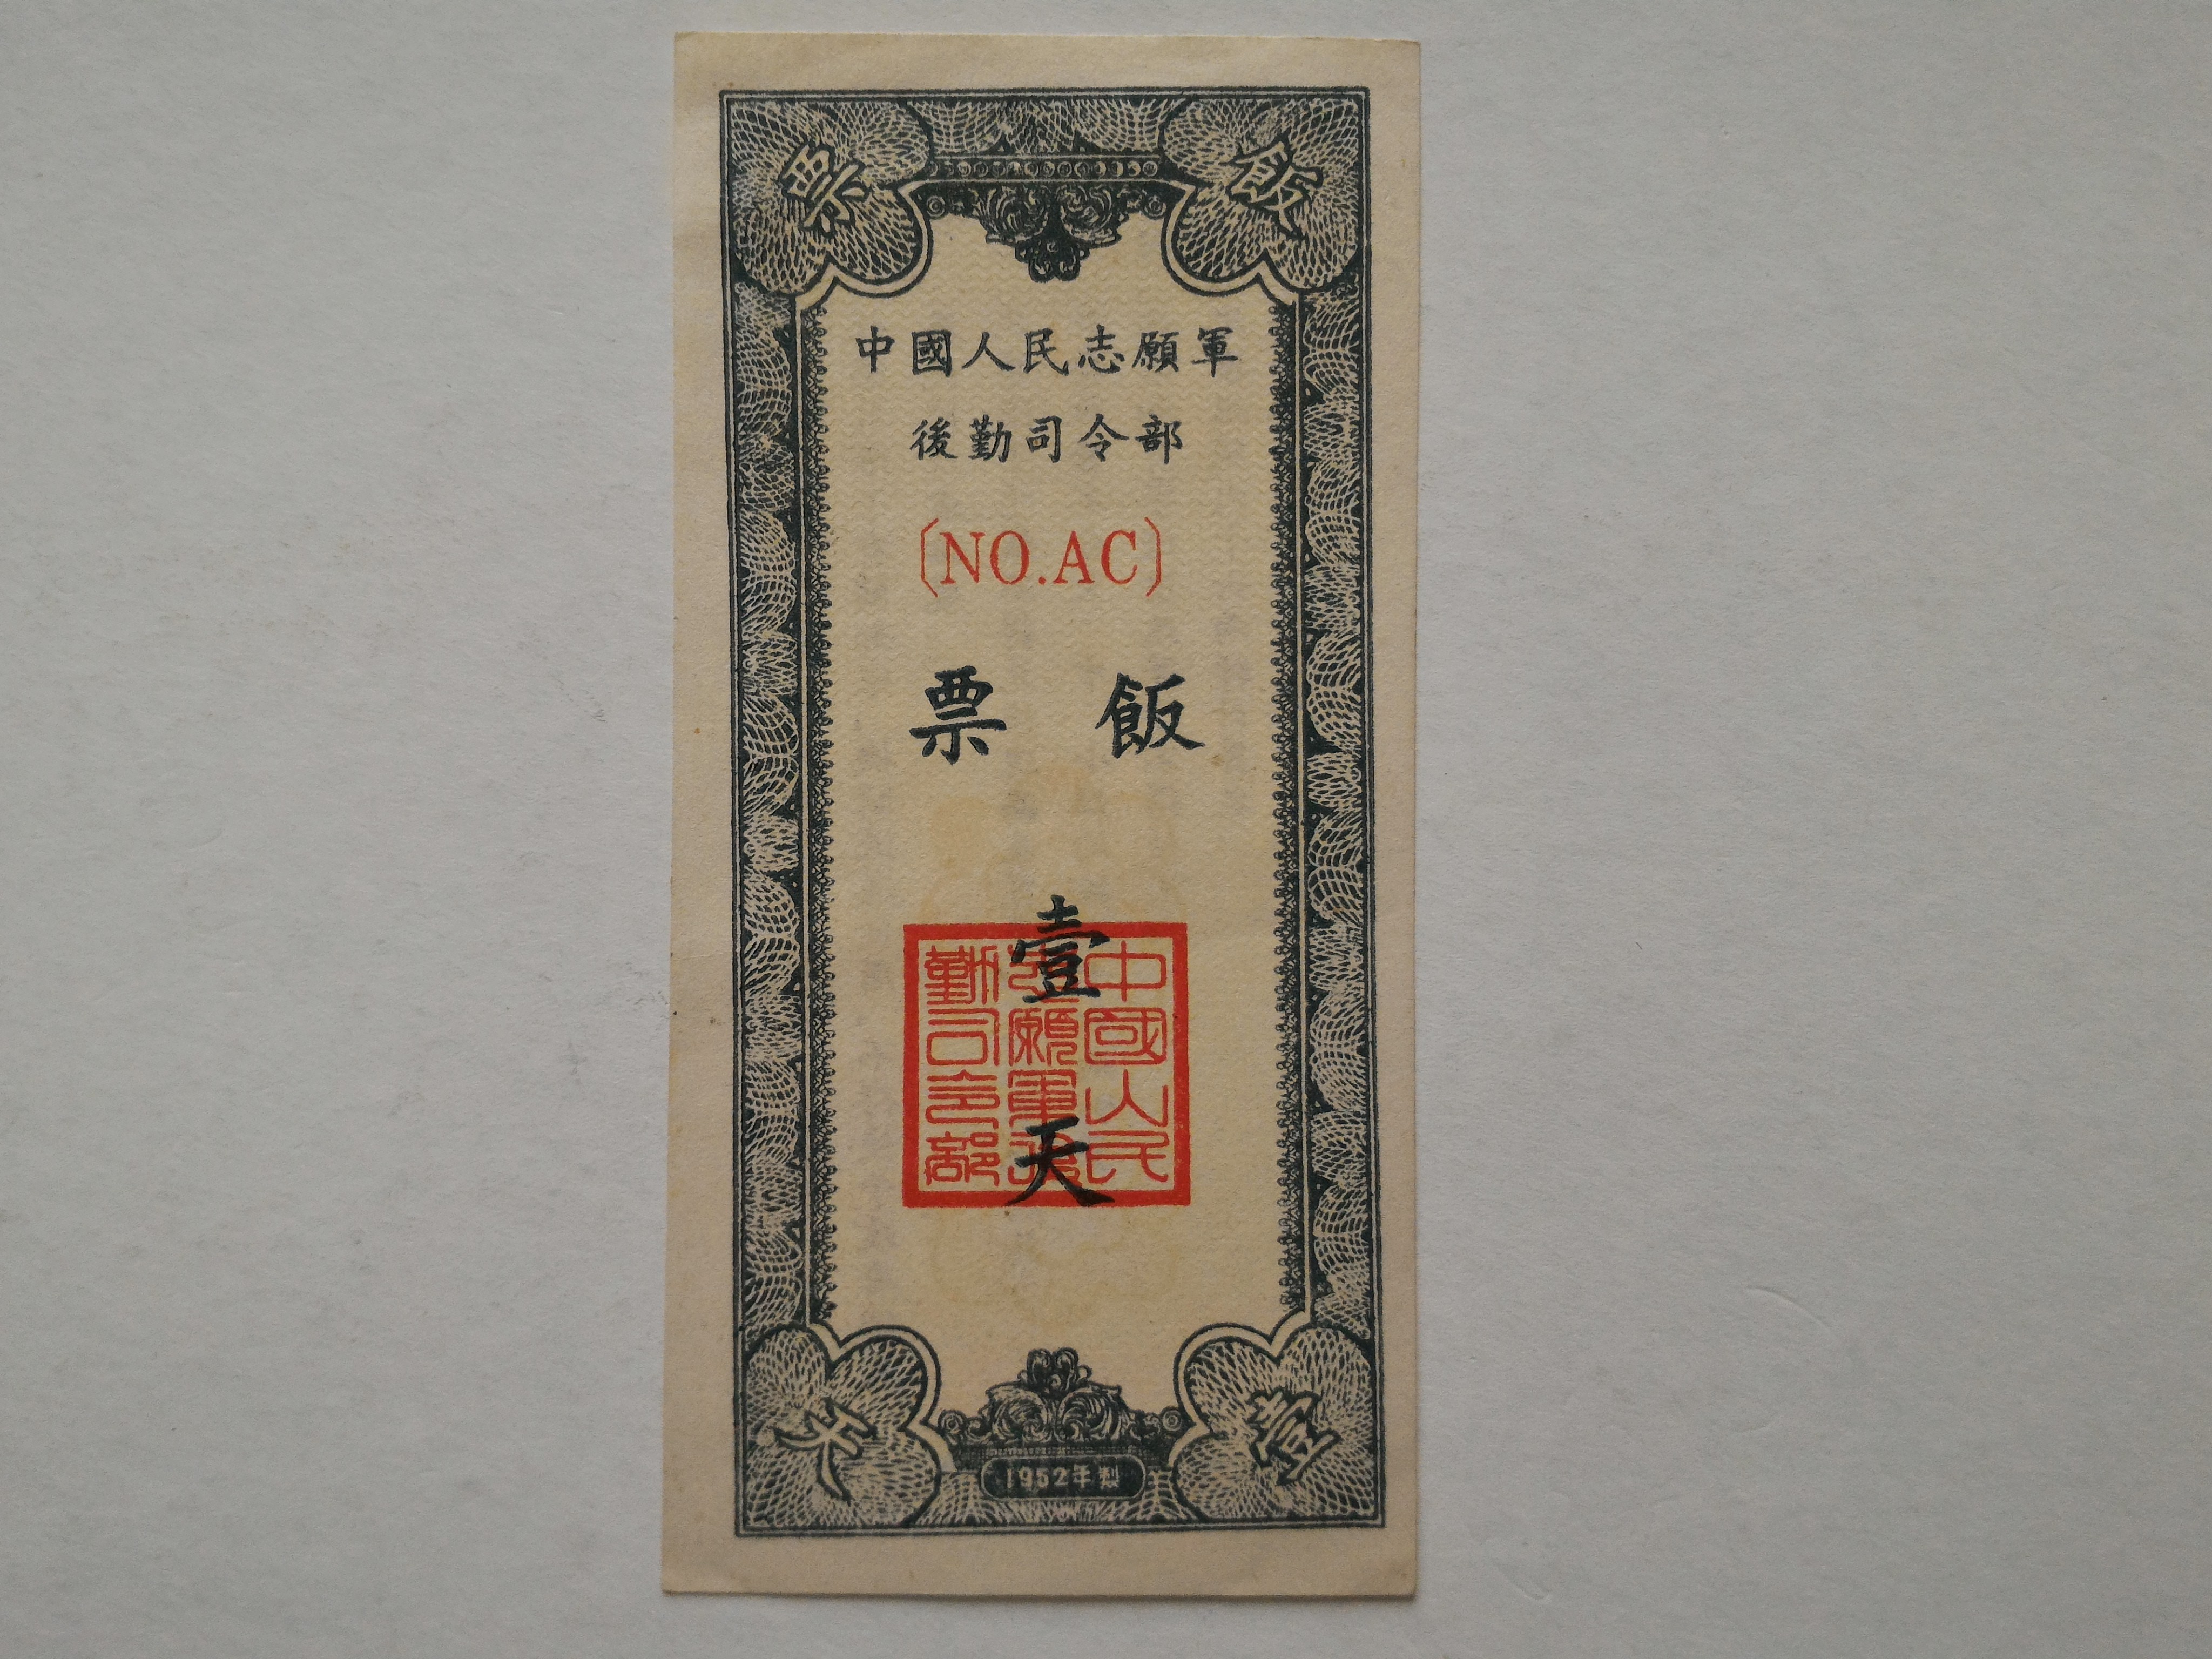 飯票
中國人民志願軍
後勤司令部
〔NO.AC〕
飯票
壹天
中國人民
志願軍後
勤司令部
壹天
1952年製